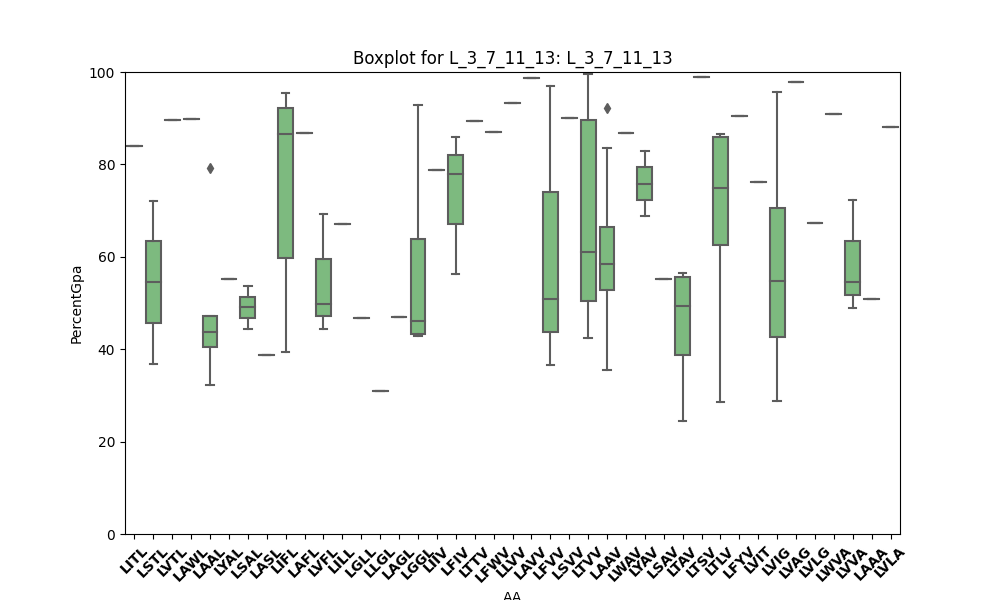 Boxplot for L_3_7_11_13: L_3_7_11_13
PercentGpa
100
80
60
40
20
0
LITL
LSTL
LVTL
LAWL
LAAL
LYAL
LSAL
LASL
LIFL
LAFL
LVFL
LILL
LGLL
LLGL
LAGL
LGGL
LIIV
LFIV
LTTV
LFWV
LLVV
LAVV
LFVV
LSVV
LTVV
LAAV
LWAV
LYAV
LSAV
LTAV
LTSV
LTLV
LFYV
LVIT
LVIG
LVAG
LVLG
LWVA
LVVA
LAAA
LVLA
AA